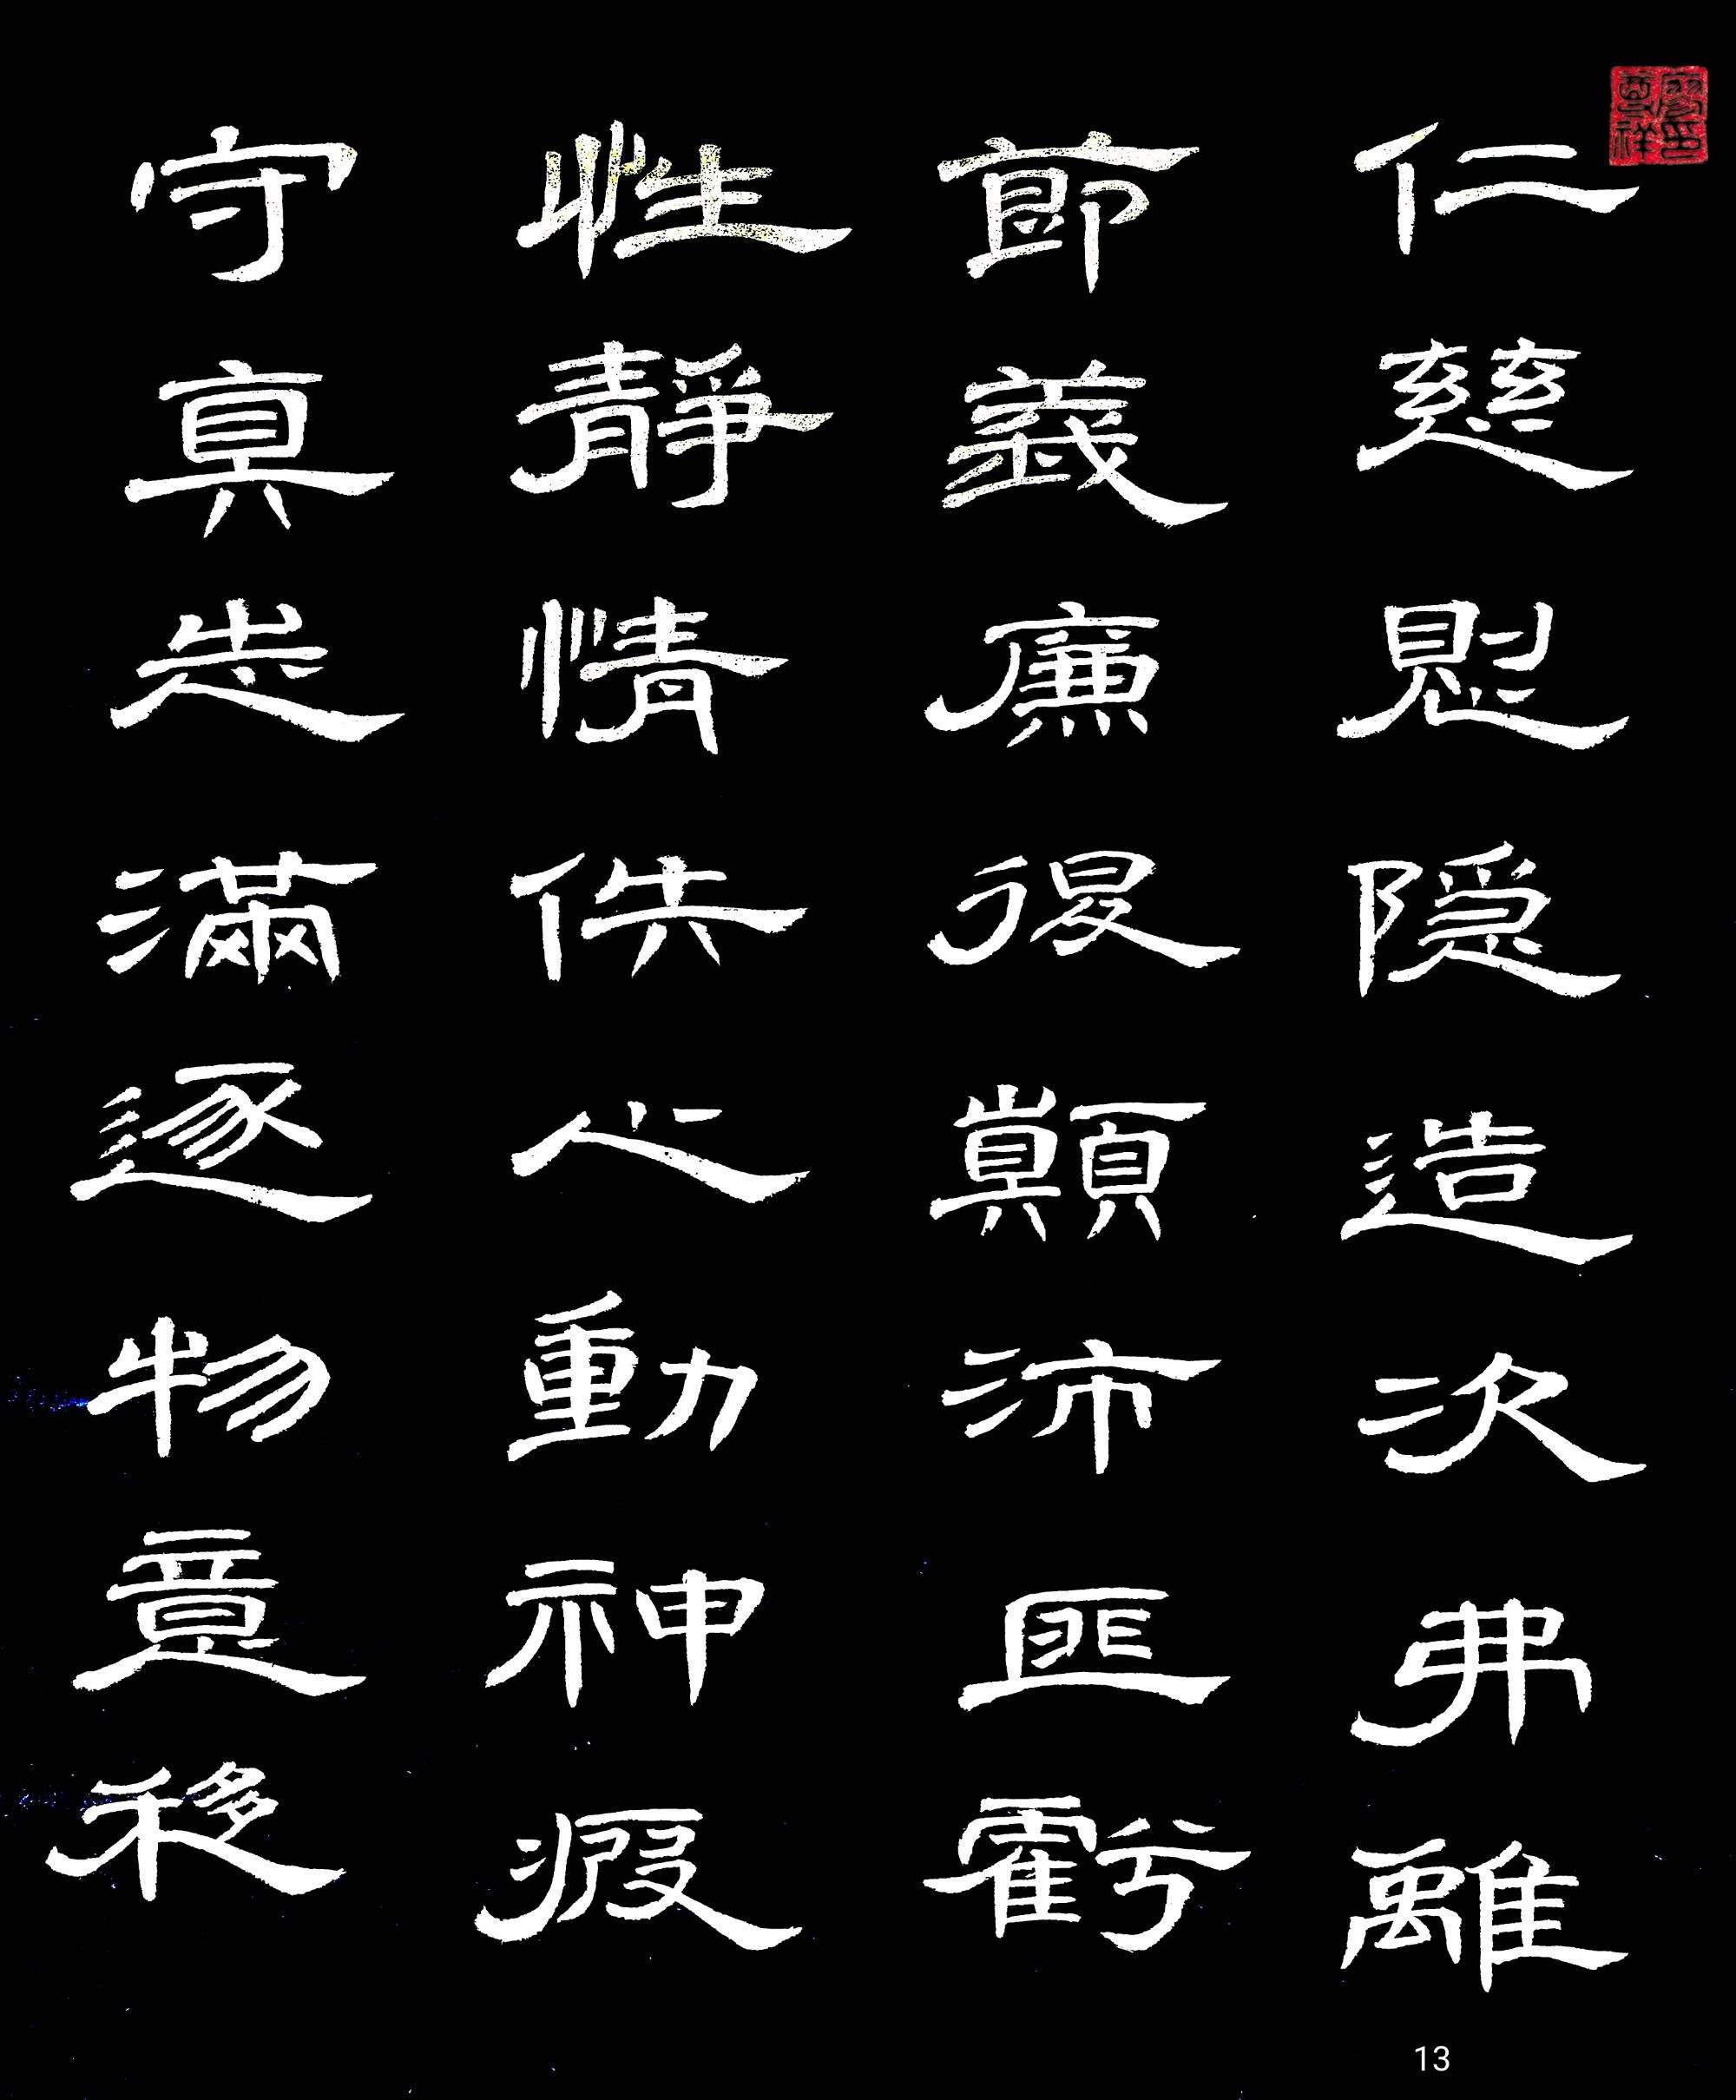 仁慈惻隱造次弗離
節義廉退顛沛匪虧
性靜情供心動神疲
守真志滿逐物意移
13